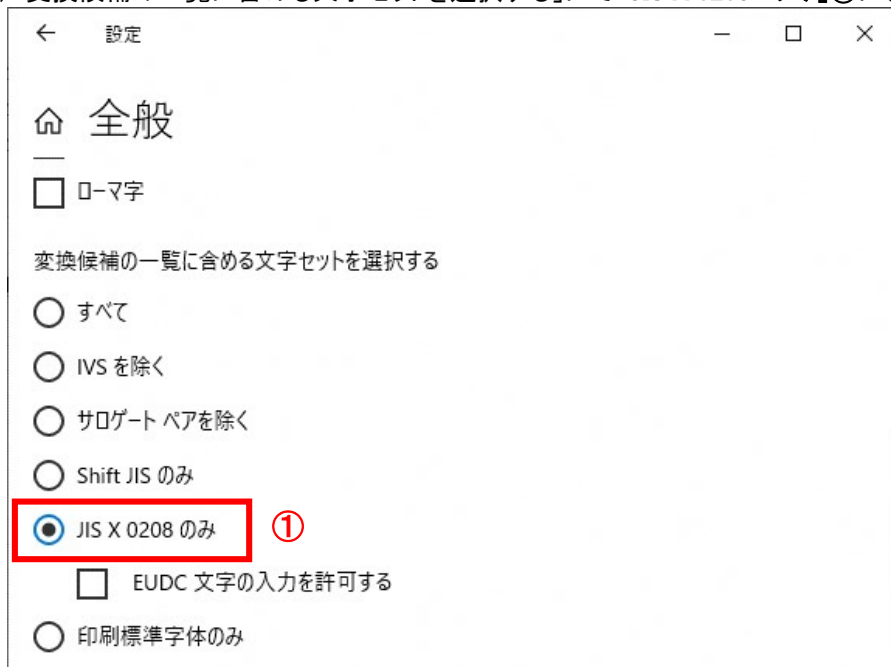 ← 設定
全般
ローマ字
変換候補の一覧に含める文字セットを選択する
すべて
IVS を除く
サロゲート ペアを除く
Shift JIS のみ
JIS X 0208 のみ ①
EUDC 文字の入力を許可する
印刷標準字体のみ